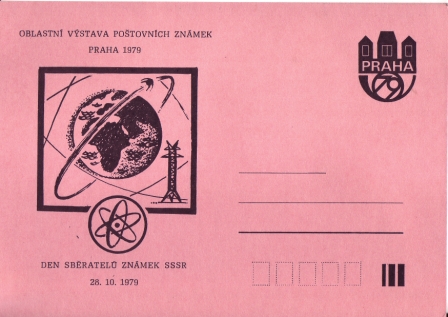 OBLASTNÍ VÝSTAVA POŠTOVNÍCH ZNÁMEK
PRAHA 1979
PRAHA
79
DEN SBĚRATELŮ ZNÁMEK SSSR
28. 10. 1979